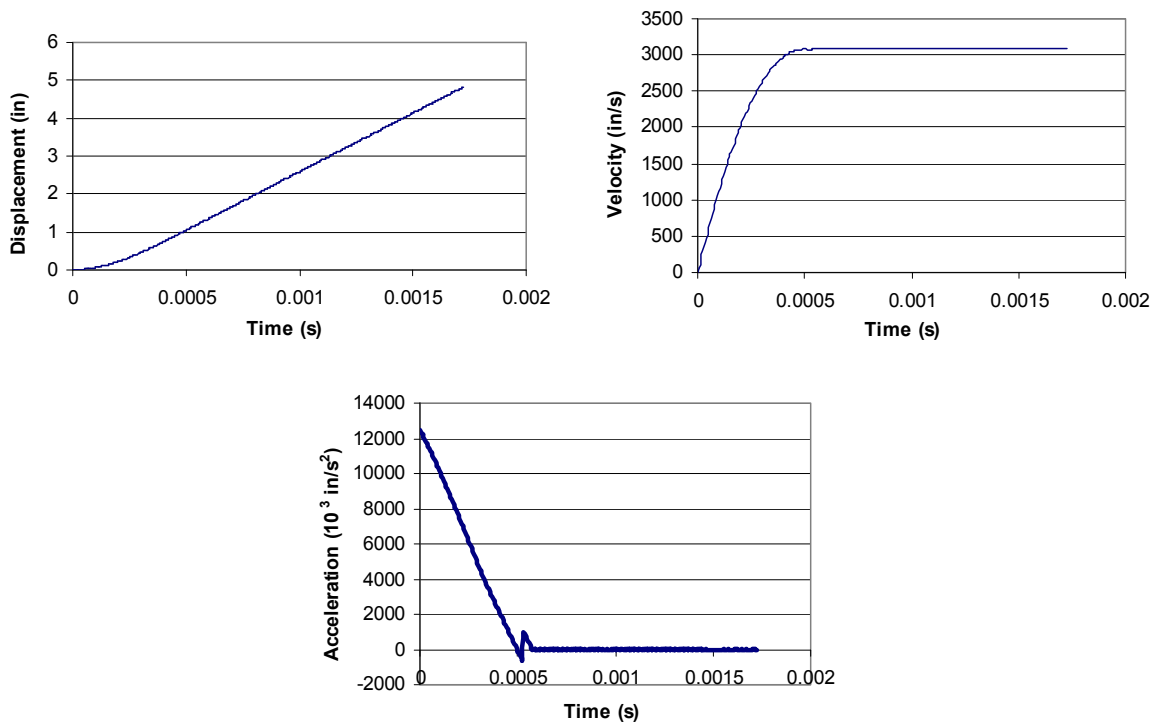 6
5
4
3
2
1
0
Displacement (in)
0 0.0005 0.001 0.0015 0.002
Time (s)
3500
3000
2500
2000
1500
1000
500
0
Velocity (in/s)
0 0.0005 0.001 0.0015 0.002
Time (s)
14000
12000
10000
8000
6000
4000
2000
0
-2000
Acceleration (10^3 in/s^2)
0 0.0005 0.001 0.0015 0.002
Time (s)